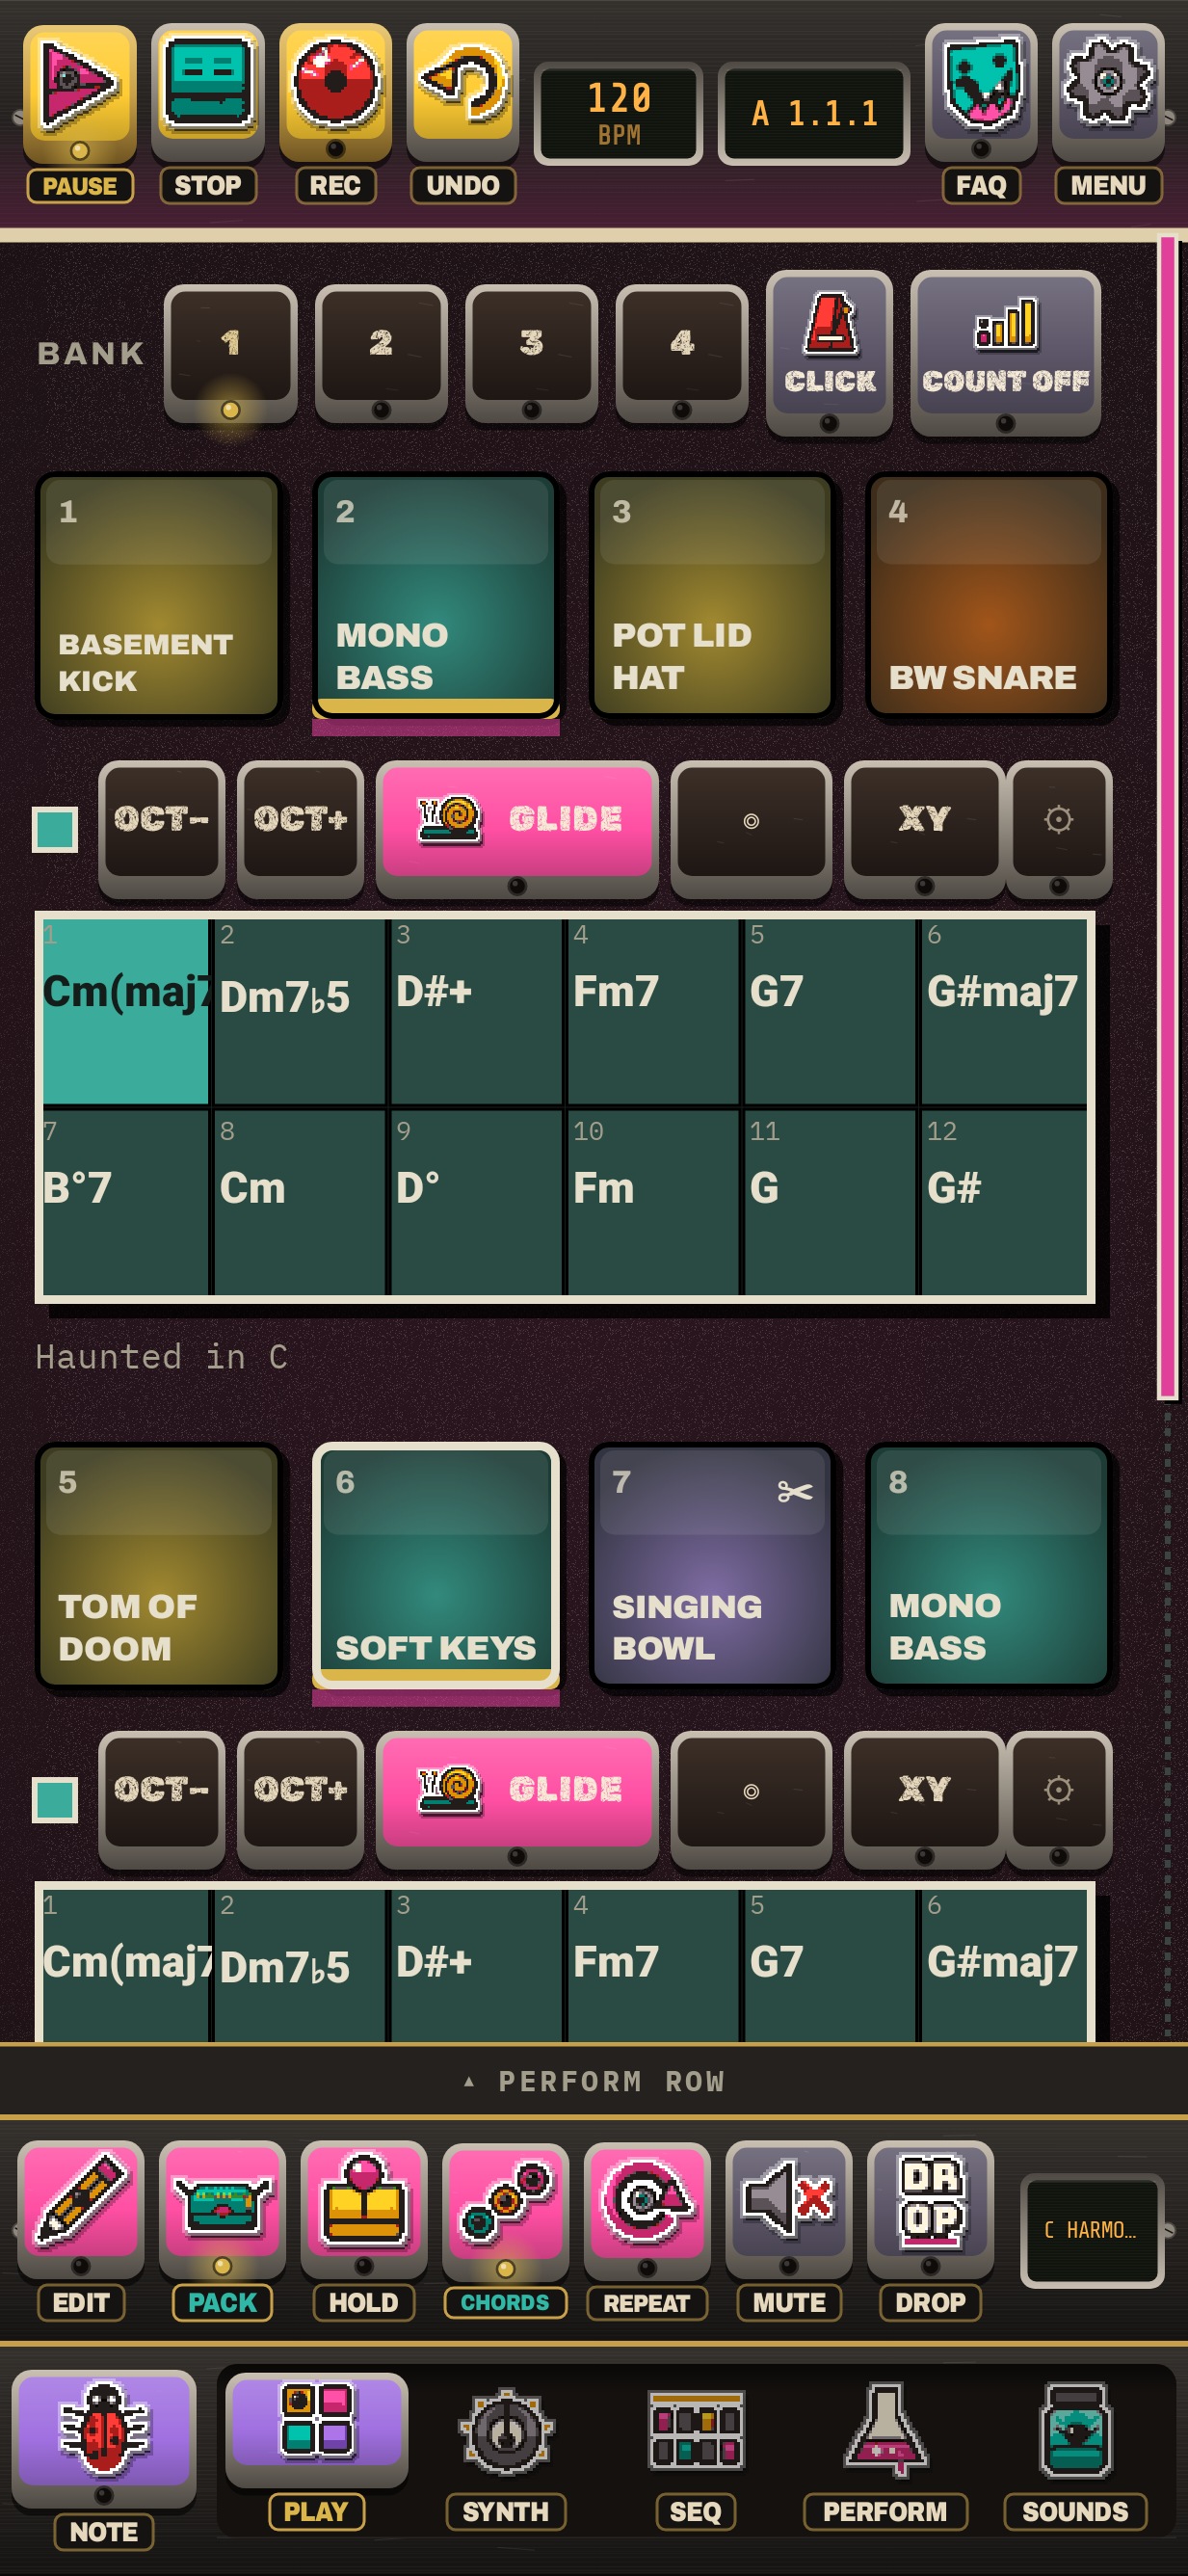 120
BPM
A 1.1.1
PAUSE STOP REC UNDO FAQ MENU
BANK 1 2 3 4 CLICK COUNT OFF
1 2 3 4
BASEMENT
KICK
MONO
BASS
POT LID
HAT
BW SNARE
OCT- OCT+ GLIDE XY
1 2 3 4 5 6
Cm(maj7 Dm7♭5 D#+ Fm7 G7 G#maj7
7 8 9 10 11 12
B°7 Cm D° Fm G G#
Haunted in C
5 6 7 8
TOM OF
DOOM
SOFT KEYS
SINGING
BOWL
MONO
BASS
OCT- OCT+ GLIDE XY
1 2 3 4 5 6
Cm(maj7 Dm7♭5 D#+ Fm7 G7 G#maj7
▲ PERFORM ROW
DR
OP
C HARMO…
EDIT PACK HOLD CHORDS REPEAT MUTE DROP
NOTE PLAY SYNTH SEQ PERFORM SOUNDS